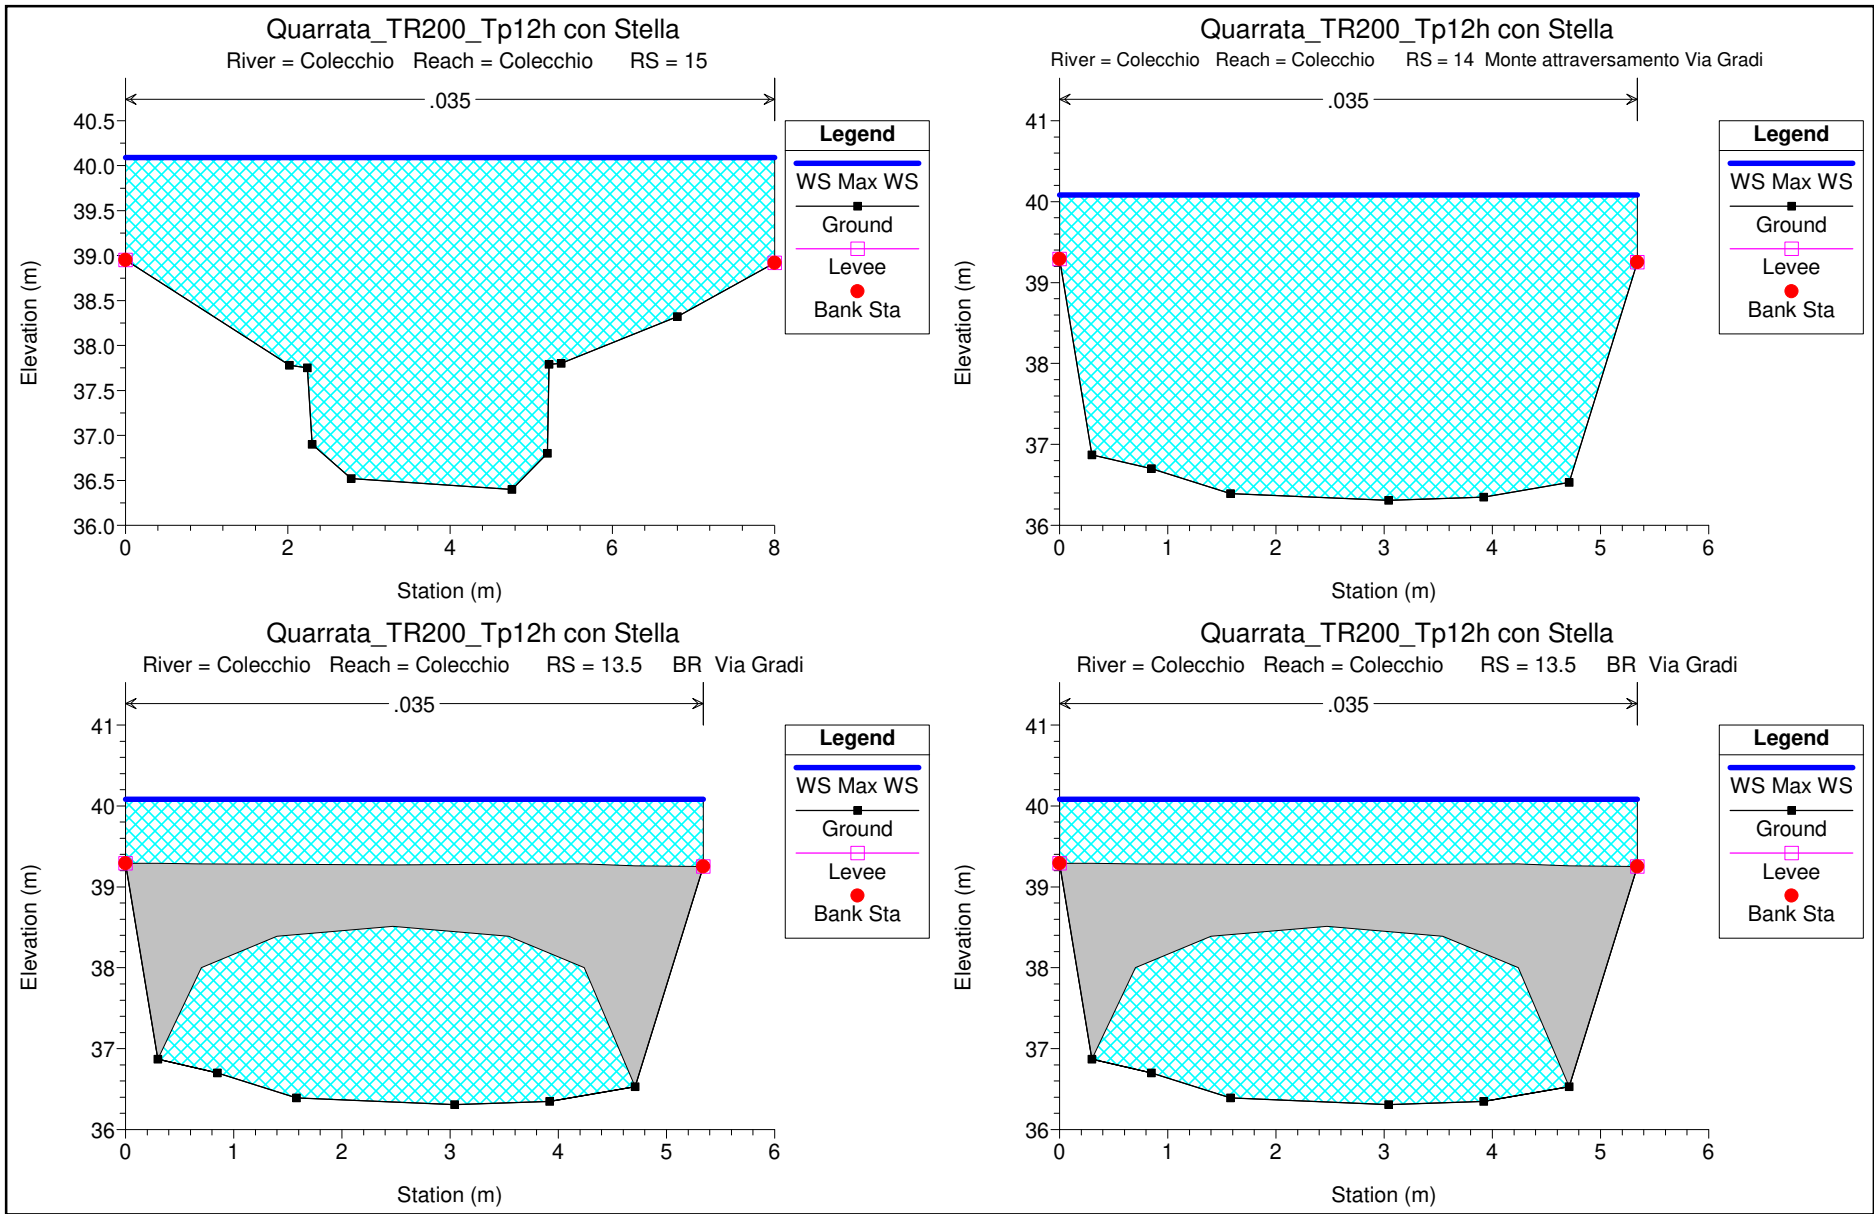 Quarrata_TR200_Tp12h con Stella
River = Colecchio Reach = Colecchio RS = 15
.035
40.5
40.0
39.5
39.0
38.5
38.0
37.5
37.0
36.5
36.0
0 2 4 6 8
Station (m)
Elevation (m)
Legend
WS Max WS
Ground
Levee
Bank Sta
Quarrata_TR200_Tp12h con Stella
River = Colecchio Reach = Colecchio RS = 14 Monte attraversamento Via Gradi
.035
41
40
39
38
37
36
0 1 2 3 4 5 6
Station (m)
Elevation (m)
Legend
WS Max WS
Ground
Levee
Bank Sta
Quarrata_TR200_Tp12h con Stella
River = Colecchio Reach = Colecchio RS = 13.5 BR Via Gradi
.035
41
40
39
38
37
36
0 1 2 3 4 5 6
Station (m)
Elevation (m)
Legend
WS Max WS
Ground
Levee
Bank Sta
Quarrata_TR200_Tp12h con Stella
River = Colecchio Reach = Colecchio RS = 13.5 BR Via Gradi
.035
41
40
39
38
37
36
0 1 2 3 4 5 6
Station (m)
Elevation (m)
Legend
WS Max WS
Ground
Levee
Bank Sta